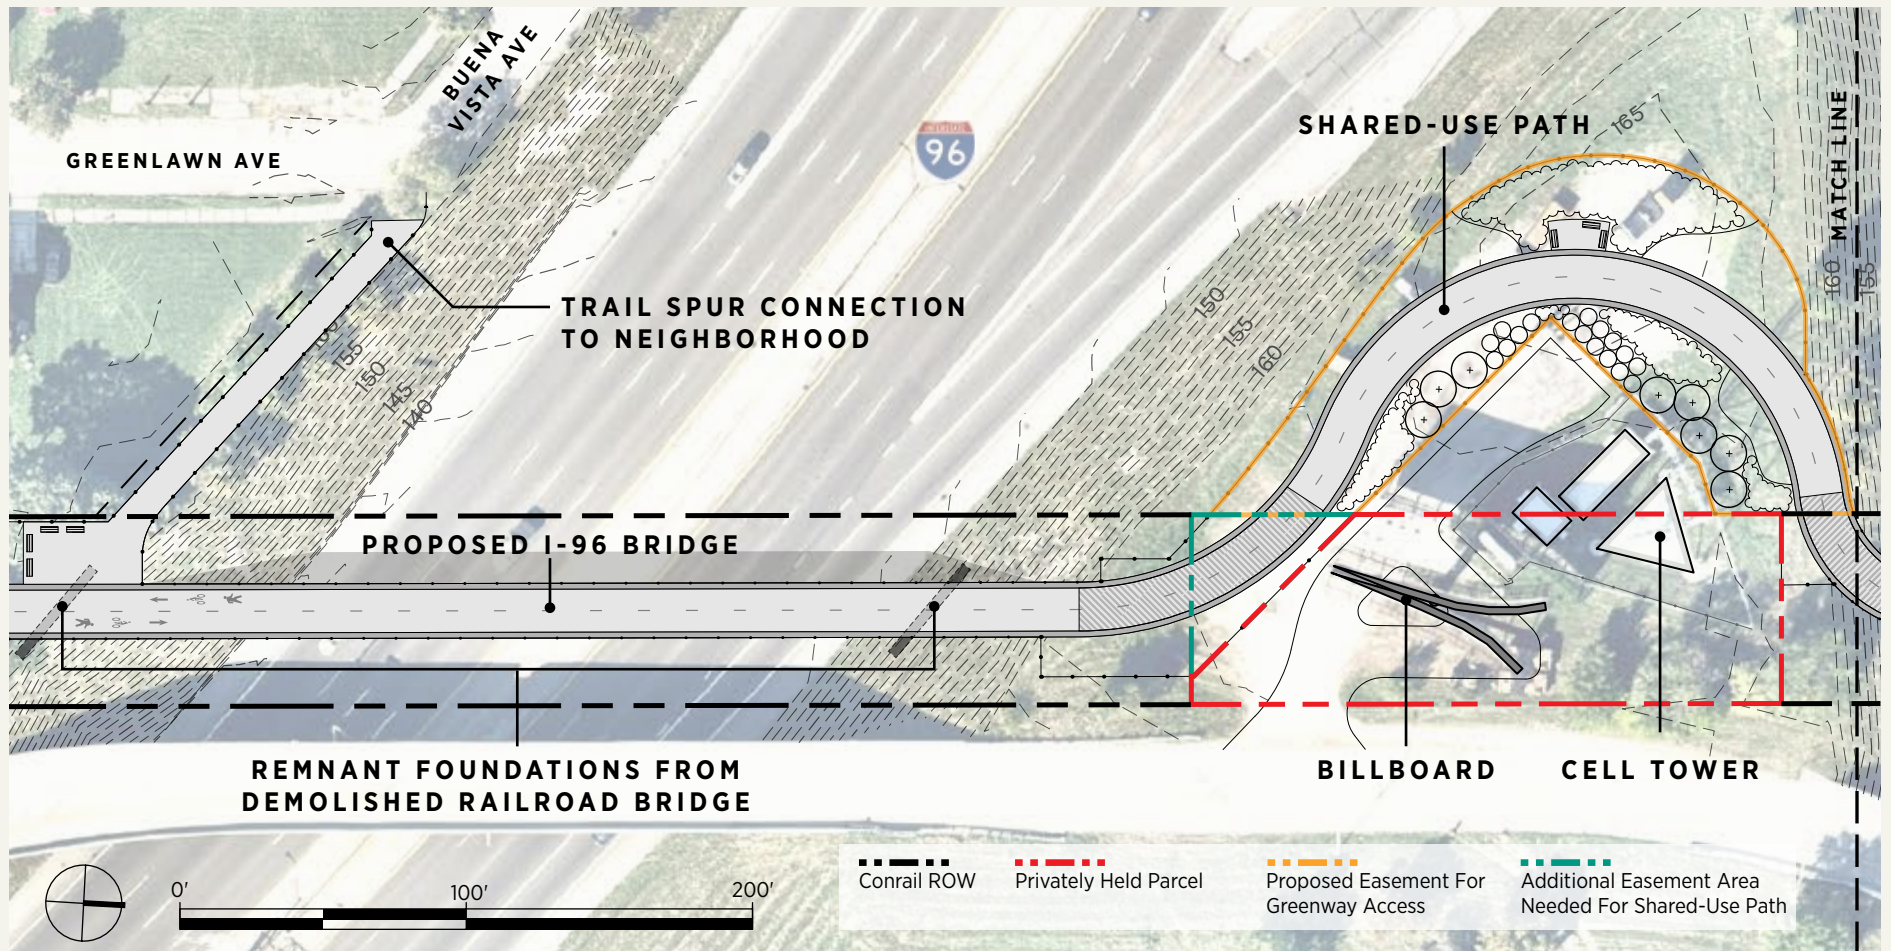 BUENA
VISTA AVE
GREENLAWN AVE
INTERSTATE
96
SHARED-USE PATH
165
MATCH LINE
160
155
TRAIL SPUR CONNECTION
TO NEIGHBORHOOD
160
155
150
145
140
150
155
160
PROPOSED I-96 BRIDGE
REMNANT FOUNDATIONS FROM
DEMOLISHED RAILROAD BRIDGE
BILLBOARD
CELL TOWER
0'
100'
200'
Conrail ROW
Privately Held Parcel
Proposed Easement For
Greenway Access
Additional Easement Area
Needed For Shared-Use Path